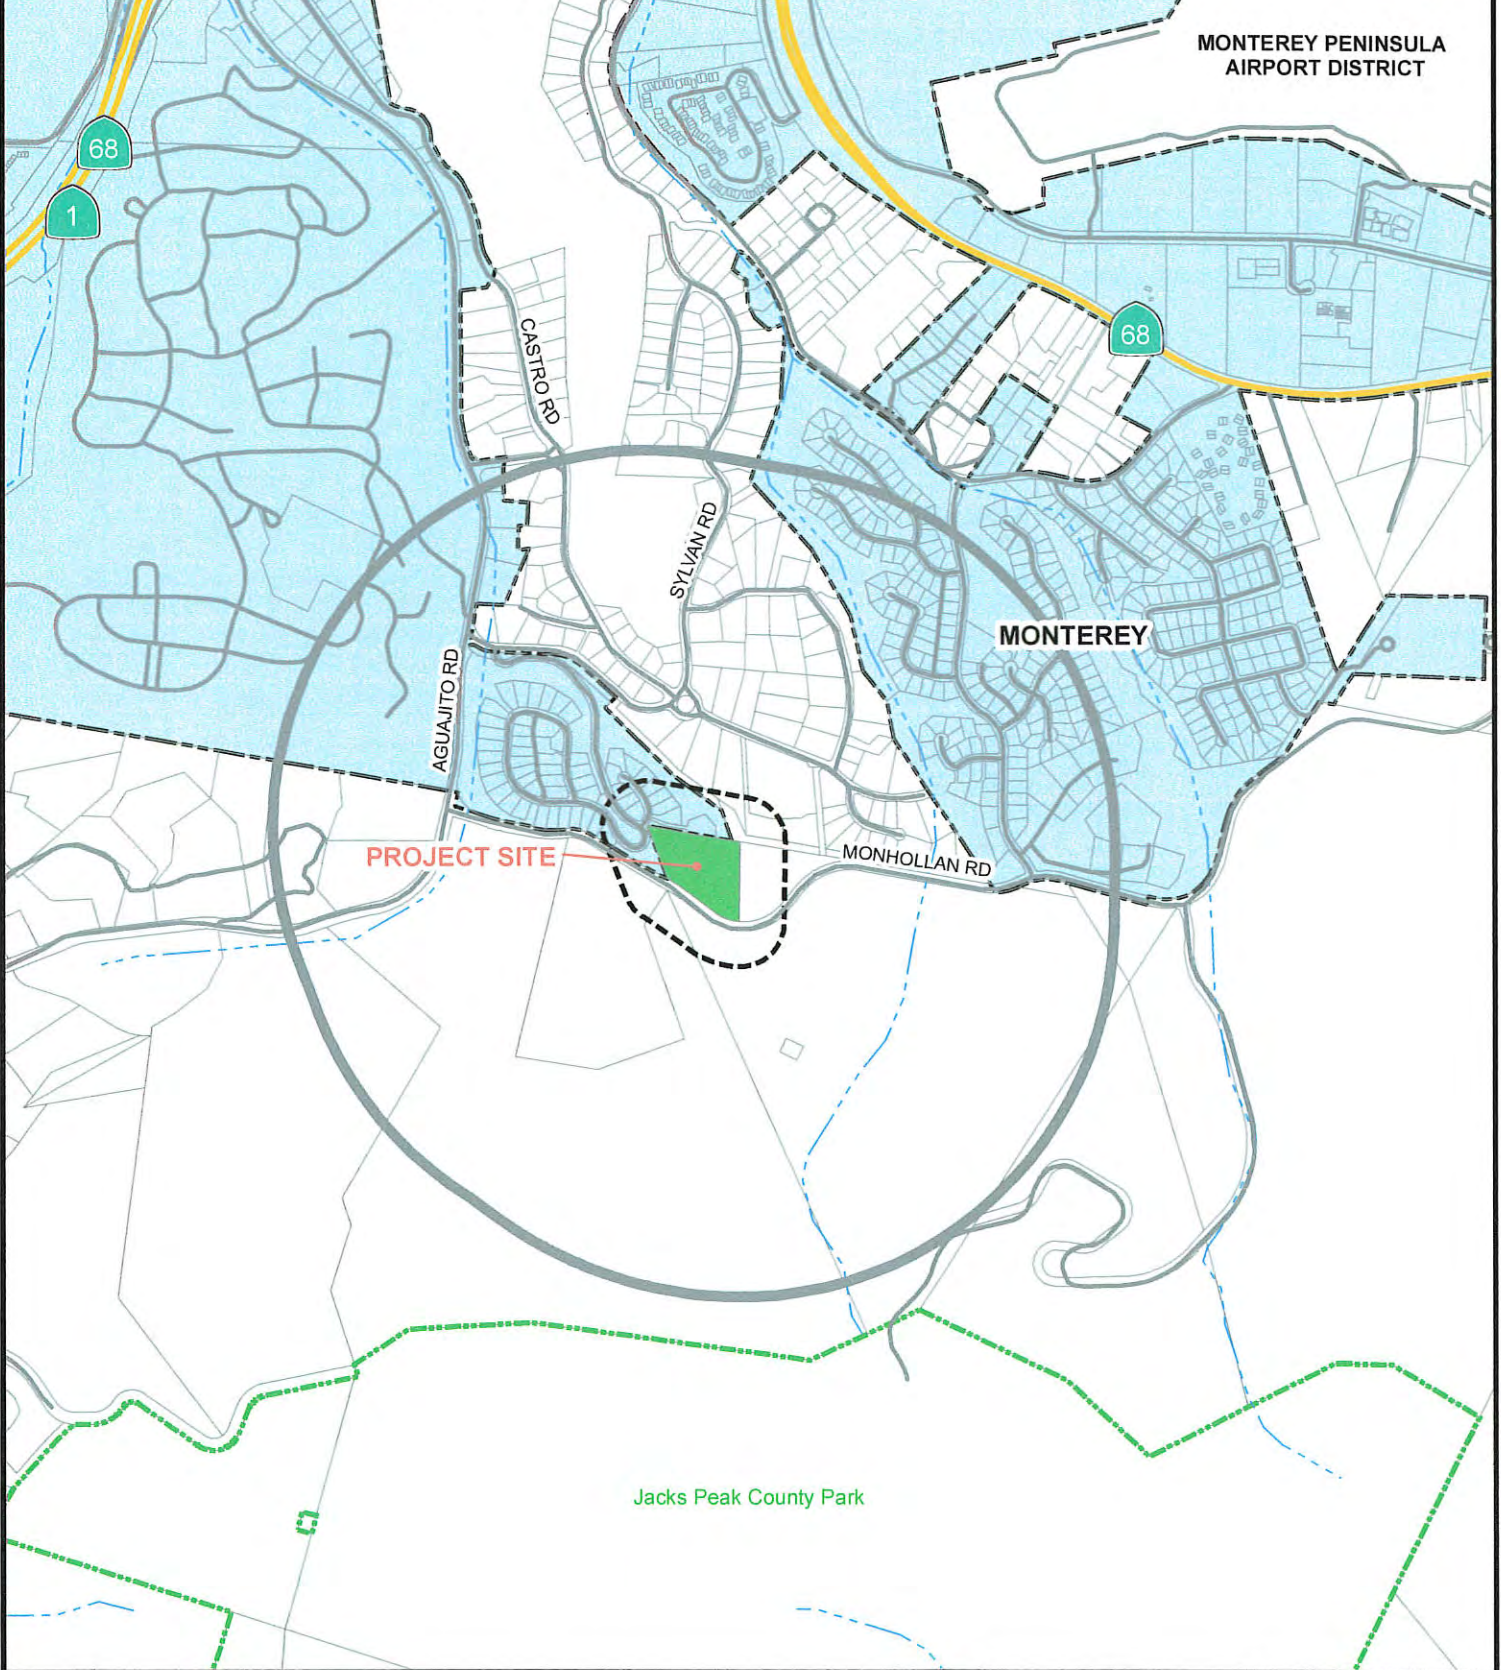 MONTEREY PENINSULA
AIRPORT DISTRICT
68
1
68
CASTRO RD
SYLVAN RD
MONTEREY
AGUAJITO RD
PROJECT SITE
MONHOLLAN RD
Jacks Peak County Park